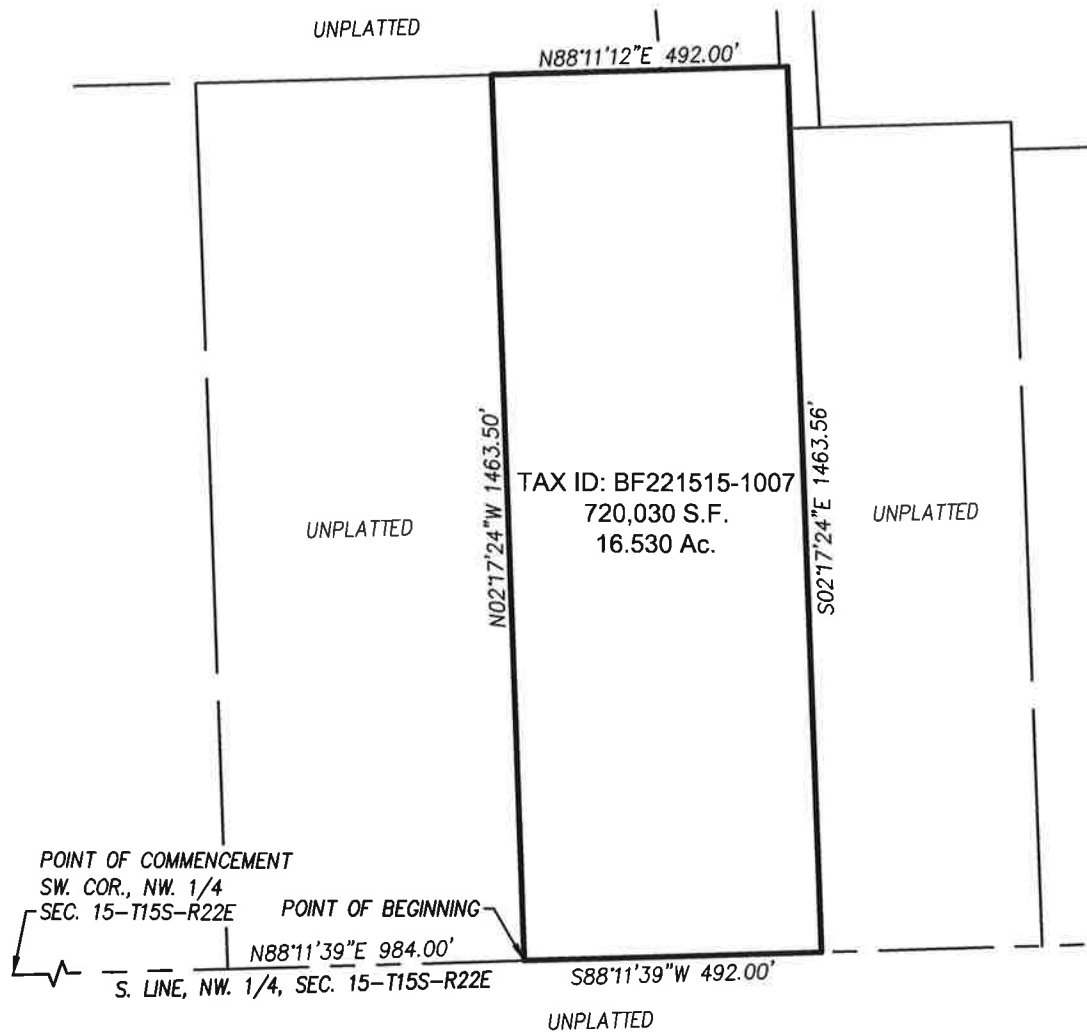 UNPLATTED
N88°11'12"E 492.00'
N02°17'24"W 1463.50'
S02°17'24"E 1463.56'
TAX ID: BF221515-1007
720,030 S.F.
16.530 Ac.
UNPLATTED
UNPLATTED
POINT OF COMMENCEMENT
SW. COR., NW. 1/4
SEC. 15-T15S-R22E
POINT OF BEGINNING
N88°11'39"E 984.00'
S. LINE, NW. 1/4, SEC. 15-T15S-R22E
S88°11'39"W 492.00'
UNPLATTED